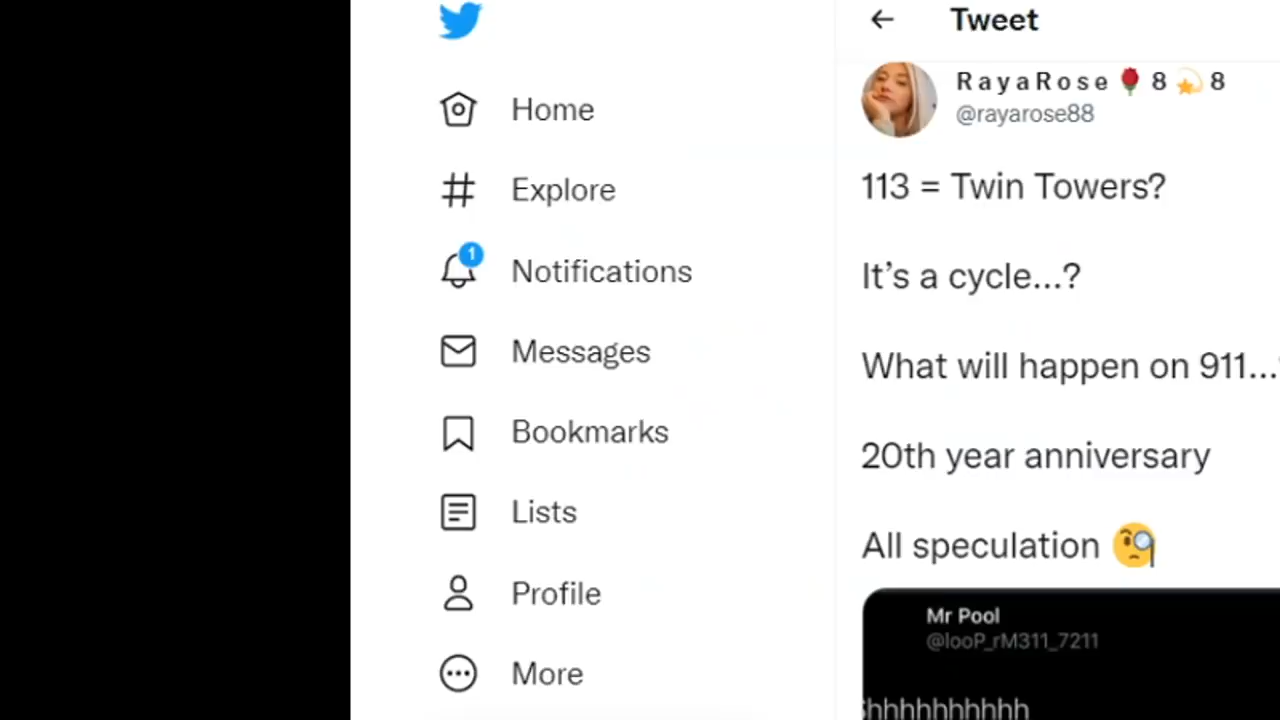 Tweet
Home
Explore
1
Notifications
Messages
Bookmarks
Lists
Profile
More
RayaRose🌹8💫8
@rayarose88
113 = Twin Towers?
It’s a cycle...?
What will happen on 911...
20th year anniversary
All speculation 🧐
Mr Pool
@looP_rM311_7211
Shhhhhhhhhhh